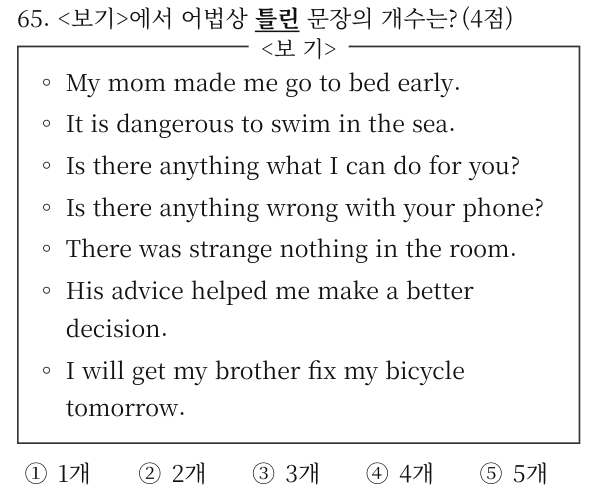 65. <보기>에서 어법상 틀린 문장의 개수는?(4점)
<보 기>
◦ My mom made me go to bed early.
◦ It is dangerous to swim in the sea.
◦ Is there anything what I can do for you?
◦ Is there anything wrong with your phone?
◦ There was strange nothing in the room.
◦ His advice helped me make a better
decision.
◦ I will get my brother fix my bicycle
tomorrow.
① 1개 ② 2개 ③ 3개 ④ 4개 ⑤ 5개